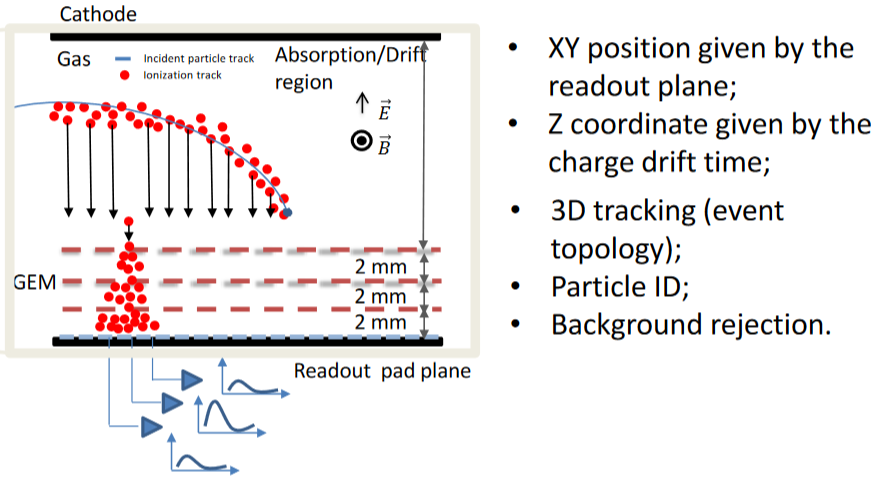 Cathode
Gas
Incident particle track
Ionization track
Absorption/Drift
region
E
B
GEM
2 mm
2 mm
2 mm
Readout pad plane
• XY position given by the
readout plane;
• Z coordinate given by the
charge drift time;
• 3D tracking (event
topology);
• Particle ID;
• Background rejection.